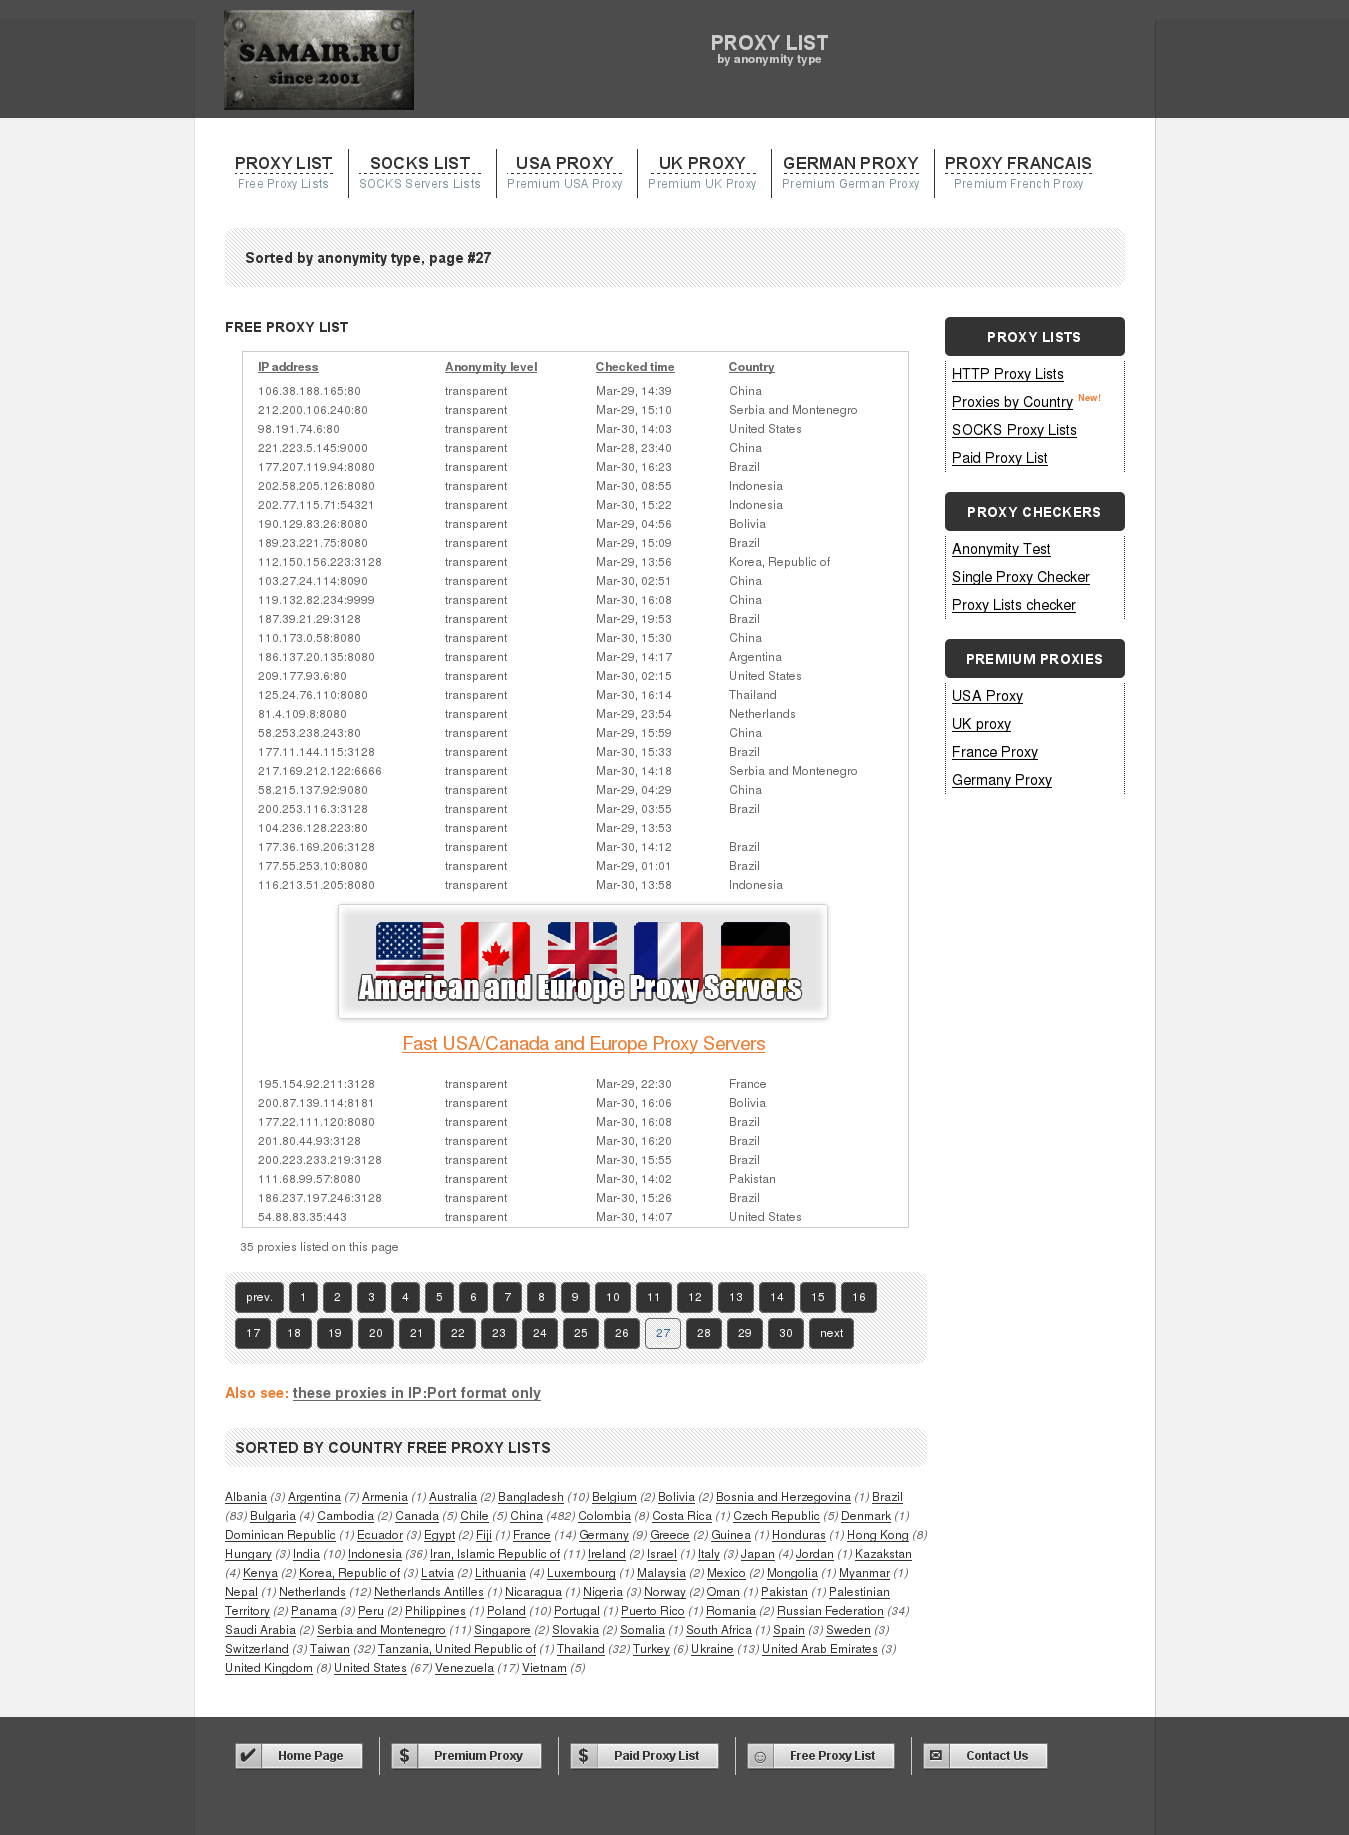 SAMAIR.RU
since 2001
PROXY LIST
by anonymity type
PROXY LIST SOCKS LIST USA PROXY UK PROXY GERMAN PROXY PROXY FRANCAIS
Free Proxy Lists SOCKS Servers Lists Premium USA Proxy Premium UK Proxy Premium German Proxy Premium French Proxy
Sorted by anonymity type, page #27
FREE PROXY LIST
IP address Anonymity level Checked time Country
106.38.188.165:80 transparent Mar-29, 14:39 China
212.200.106.240:80 transparent Mar-29, 15:10 Serbia and Montenegro
98.191.74.6:80 transparent Mar-30, 14:03 United States
221.223.5.145:9000 transparent Mar-28, 23:40 China
177.207.119.94:8080 transparent Mar-30, 16:23 Brazil
202.58.205.126:8080 transparent Mar-30, 08:55 Indonesia
202.77.115.71:54321 transparent Mar-30, 15:22 Indonesia
190.129.83.26:8080 transparent Mar-29, 04:56 Bolivia
189.23.221.75:8080 transparent Mar-29, 15:09 Brazil
112.150.156.223:3128 transparent Mar-29, 13:56 Korea, Republic of
103.27.24.114:8090 transparent Mar-30, 02:51 China
119.132.82.234:9999 transparent Mar-30, 16:08 China
187.39.21.29:3128 transparent Mar-29, 19:53 Brazil
110.173.0.58:8080 transparent Mar-30, 15:30 China
186.137.20.135:8080 transparent Mar-29, 14:17 Argentina
209.177.93.6:80 transparent Mar-30, 02:15 United States
125.24.76.110:8080 transparent Mar-30, 16:14 Thailand
81.4.109.8:8080 transparent Mar-29, 23:54 Netherlands
58.253.238.243:80 transparent Mar-29, 15:59 China
177.11.144.115:3128 transparent Mar-30, 15:33 Brazil
217.169.212.122:6666 transparent Mar-30, 14:18 Serbia and Montenegro
58.215.137.92:9080 transparent Mar-29, 04:29 China
200.253.116.3:3128 transparent Mar-29, 03:55 Brazil
104.236.128.223:80 transparent Mar-29, 13:53
177.36.169.206:3128 transparent Mar-30, 14:12 Brazil
177.55.253.10:8080 transparent Mar-29, 01:01 Brazil
116.213.51.205:8080 transparent Mar-30, 13:58 Indonesia
American and Europe Proxy Servers
Fast USA/Canada and Europe Proxy Servers
195.154.92.211:3128 transparent Mar-29, 22:30 France
200.87.139.114:8181 transparent Mar-30, 16:06 Bolivia
177.22.111.120:8080 transparent Mar-30, 16:08 Brazil
201.80.44.93:3128 transparent Mar-30, 16:20 Brazil
200.223.233.219:3128 transparent Mar-30, 15:55 Brazil
111.68.99.57:8080 transparent Mar-30, 14:02 Pakistan
186.237.197.246:3128 transparent Mar-30, 15:26 Brazil
54.88.83.35:443 transparent Mar-30, 14:07 United States
35 proxies listed on this page
prev. 1 2 3 4 5 6 7 8 9 10 11 12 13 14 15 16
17 18 19 20 21 22 23 24 25 26 27 28 29 30 next
Also see: these proxies in IP:Port format only
SORTED BY COUNTRY FREE PROXY LISTS
Albania (3) Argentina (7) Armenia (1) Australia (2) Bangladesh (10) Belgium (2) Bolivia (2) Bosnia and Herzegovina (1) Brazil
(83) Bulgaria (4) Cambodia (2) Canada (5) Chile (5) China (482) Colombia (8) Costa Rica (1) Czech Republic (5) Denmark (1)
Dominican Republic (1) Ecuador (3) Egypt (2) Fiji (1) France (14) Germany (9) Greece (2) Guinea (1) Honduras (1) Hong Kong (8)
Hungary (3) India (10) Indonesia (36) Iran, Islamic Republic of (11) Ireland (2) Israel (1) Italy (3) Japan (4) Jordan (1) Kazakstan
(4) Kenya (2) Korea, Republic of (3) Latvia (2) Lithuania (4) Luxembourg (1) Malaysia (2) Mexico (2) Mongolia (1) Myanmar (1)
Nepal (1) Netherlands (12) Netherlands Antilles (1) Nicaragua (1) Nigeria (3) Norway (2) Oman (1) Pakistan (1) Palestinian
Territory (2) Panama (3) Peru (2) Philippines (1) Poland (10) Portugal (1) Puerto Rico (1) Romania (2) Russian Federation (34)
Saudi Arabia (2) Serbia and Montenegro (11) Singapore (2) Slovakia (2) Somalia (1) South Africa (1) Spain (3) Sweden (3)
Switzerland (3) Taiwan (32) Tanzania, United Republic of (1) Thailand (32) Turkey (6) Ukraine (13) United Arab Emirates (3)
United Kingdom (8) United States (67) Venezuela (17) Vietnam (5)
PROXY LISTS
HTTP Proxy Lists
Proxies by Country New!
SOCKS Proxy Lists
Paid Proxy List
PROXY CHECKERS
Anonymity Test
Single Proxy Checker
Proxy Lists checker
PREMIUM PROXIES
USA Proxy
UK proxy
France Proxy
Germany Proxy
✔ Home Page $ Premium Proxy $ Paid Proxy List ☺ Free Proxy List ✉ Contact Us